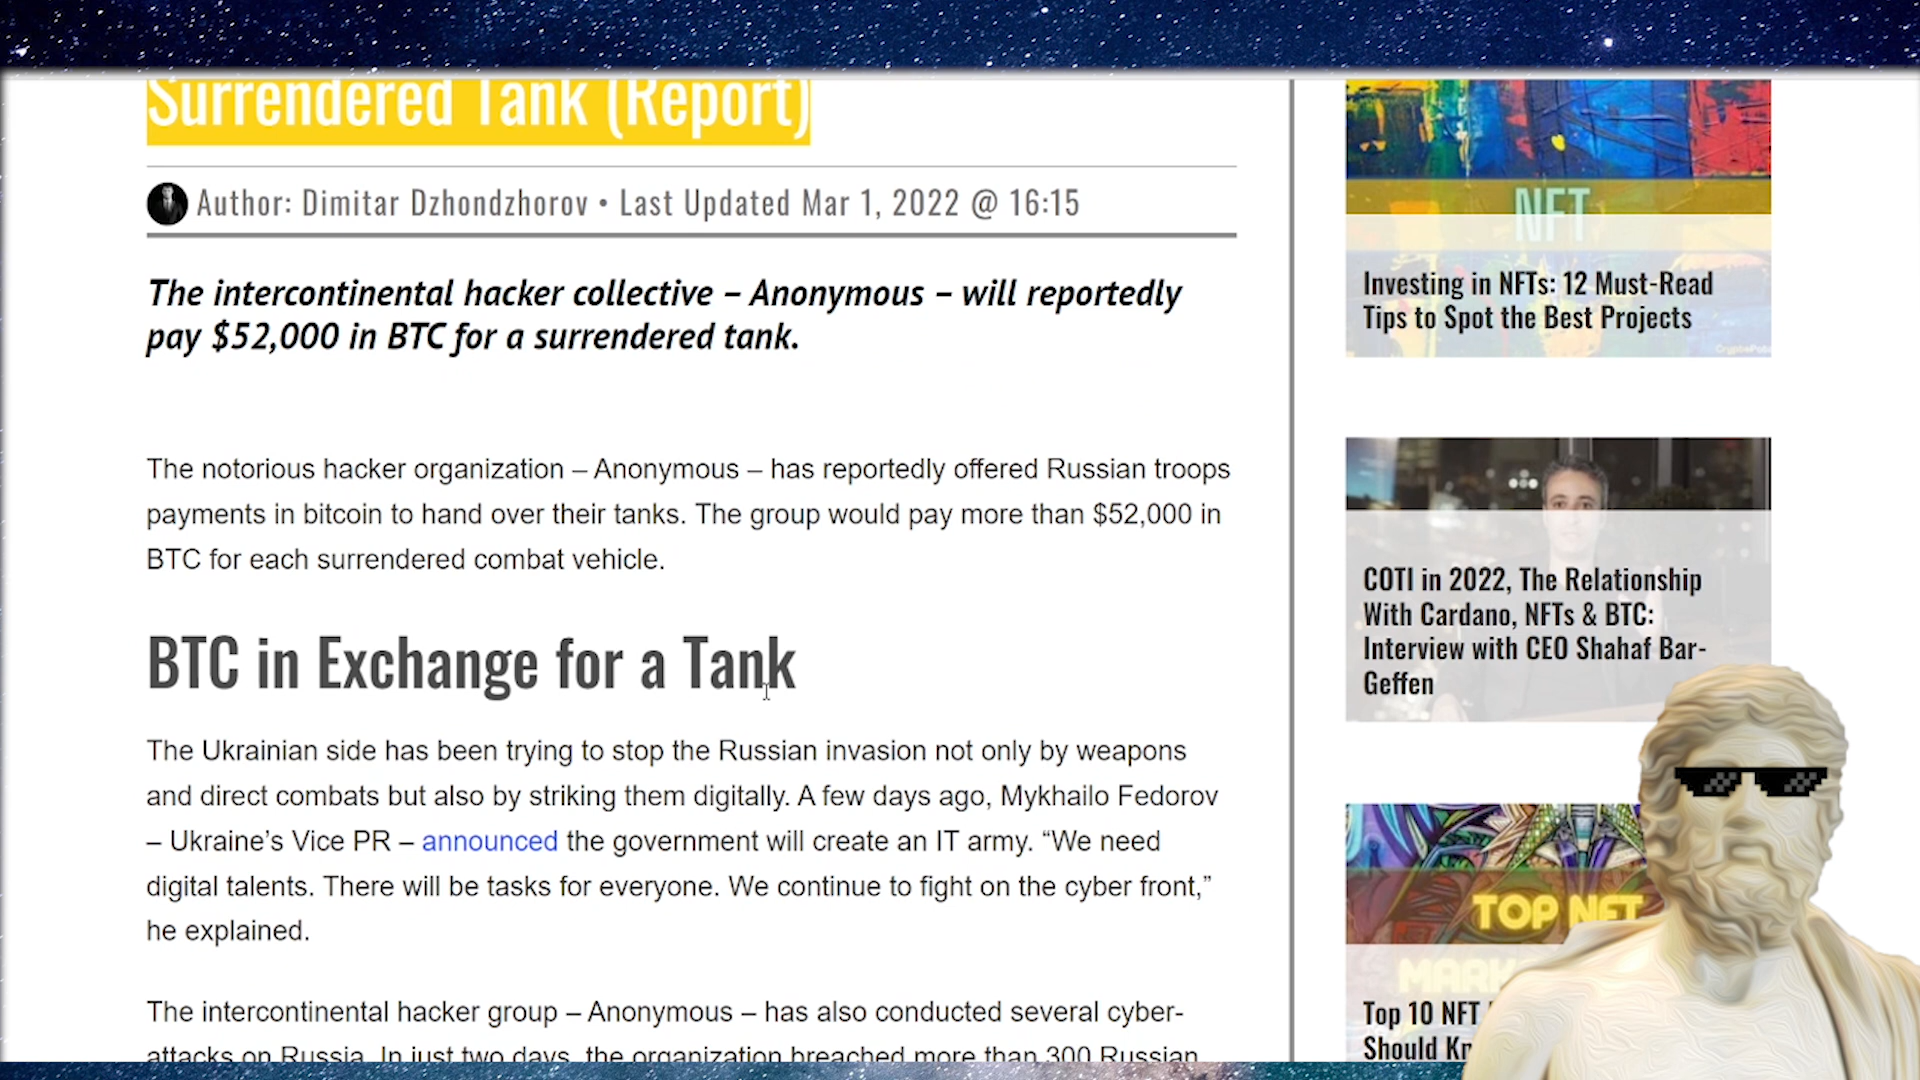 Surrendered Tank (Report)
Author: Dimitar Dzhondzhorov • Last Updated Mar 1, 2022 @ 16:15
The intercontinental hacker collective – Anonymous – will reportedly
pay $52,000 in BTC for a surrendered tank.
The notorious hacker organization – Anonymous – has reportedly offered Russian troops
payments in bitcoin to hand over their tanks. The group would pay more than $52,000 in
BTC for each surrendered combat vehicle.
BTC in Exchange for a Tank
The Ukrainian side has been trying to stop the Russian invasion not only by weapons
and direct combats but also by striking them digitally. A few days ago, Mykhailo Fedorov
– Ukraine’s Vice PR – announced the government will create an IT army. “We need
digital talents. There will be tasks for everyone. We continue to fight on the cyber front,”
he explained.
The intercontinental hacker group – Anonymous – has also conducted several cyber-
attacks on Russia. In just two days, the organization breached more than 300 Russian
NFT
Investing in NFTs: 12 Must-Read
Tips to Spot the Best Projects
COTI in 2022, The Relationship
With Cardano, NFTs & BTC:
Interview with CEO Shahaf Bar-
Geffen
TOP NFT
Top 10 NFT
Should